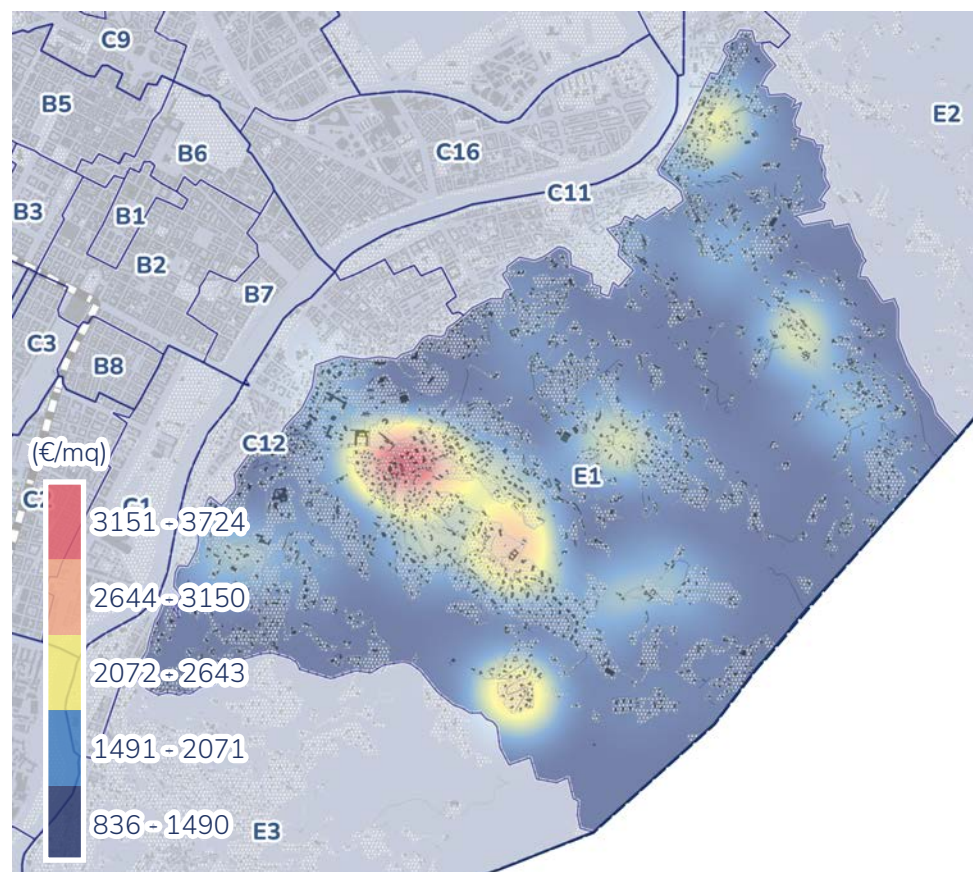 C9
B5
E2
B6
C16
C11
B3
B1
B2
B7
C3
B8
C12
(€/mq)
E1
C2
C1
3151 - 3724
2644 - 3150
2072 - 2643
1491 - 2071
836 - 1490
E3